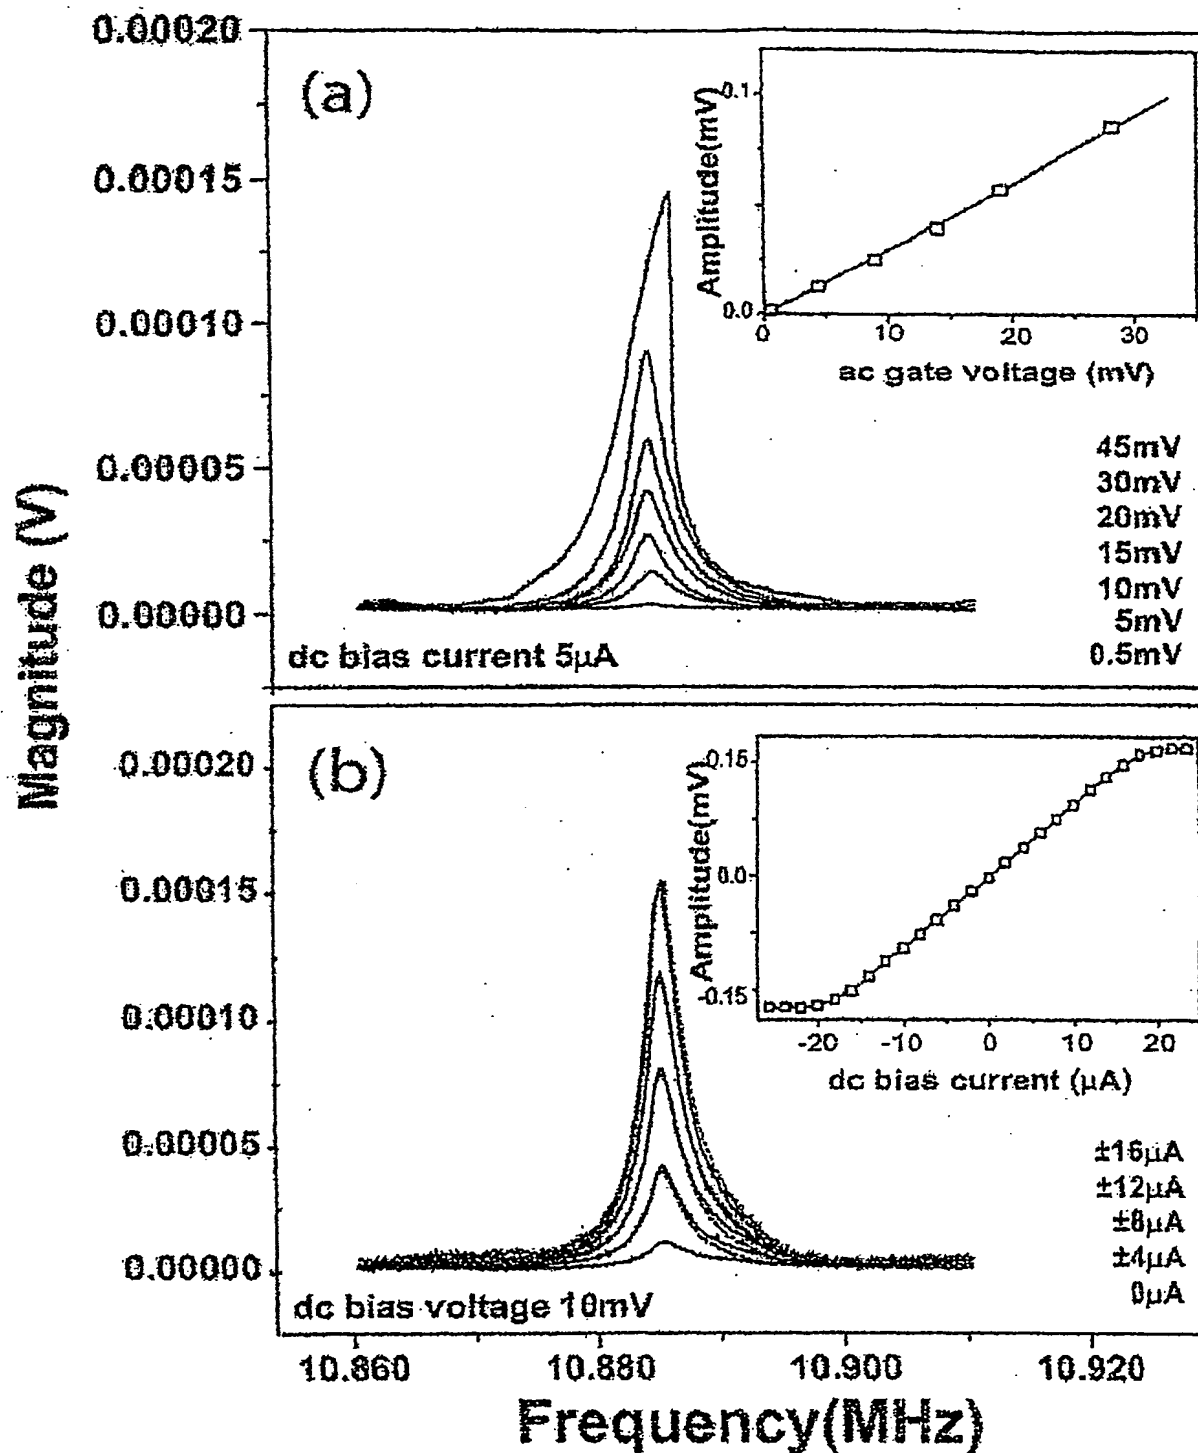 Magnitude (V)
0.00020
0.00015
0.00010
0.00005
0.00000
(a)
Amplitude(mV)
0.1
0.0
0 10 20 30
ac gate voltage (mV)
45mV
30mV
20mV
15mV
10mV
5mV
0.5mV
dc bias current 5μA
0.00020
0.00015
0.00010
0.00005
0.00000
(b)
Amplitude(mV)
0.15
0.0
-0.15
-20 -10 0 10 20
dc bias current (μA)
±16μA
±12μA
±8μA
±4μA
0μA
dc bias voltage 10mV
10.860 10.880 10.900 10.920
Frequency(MHz)